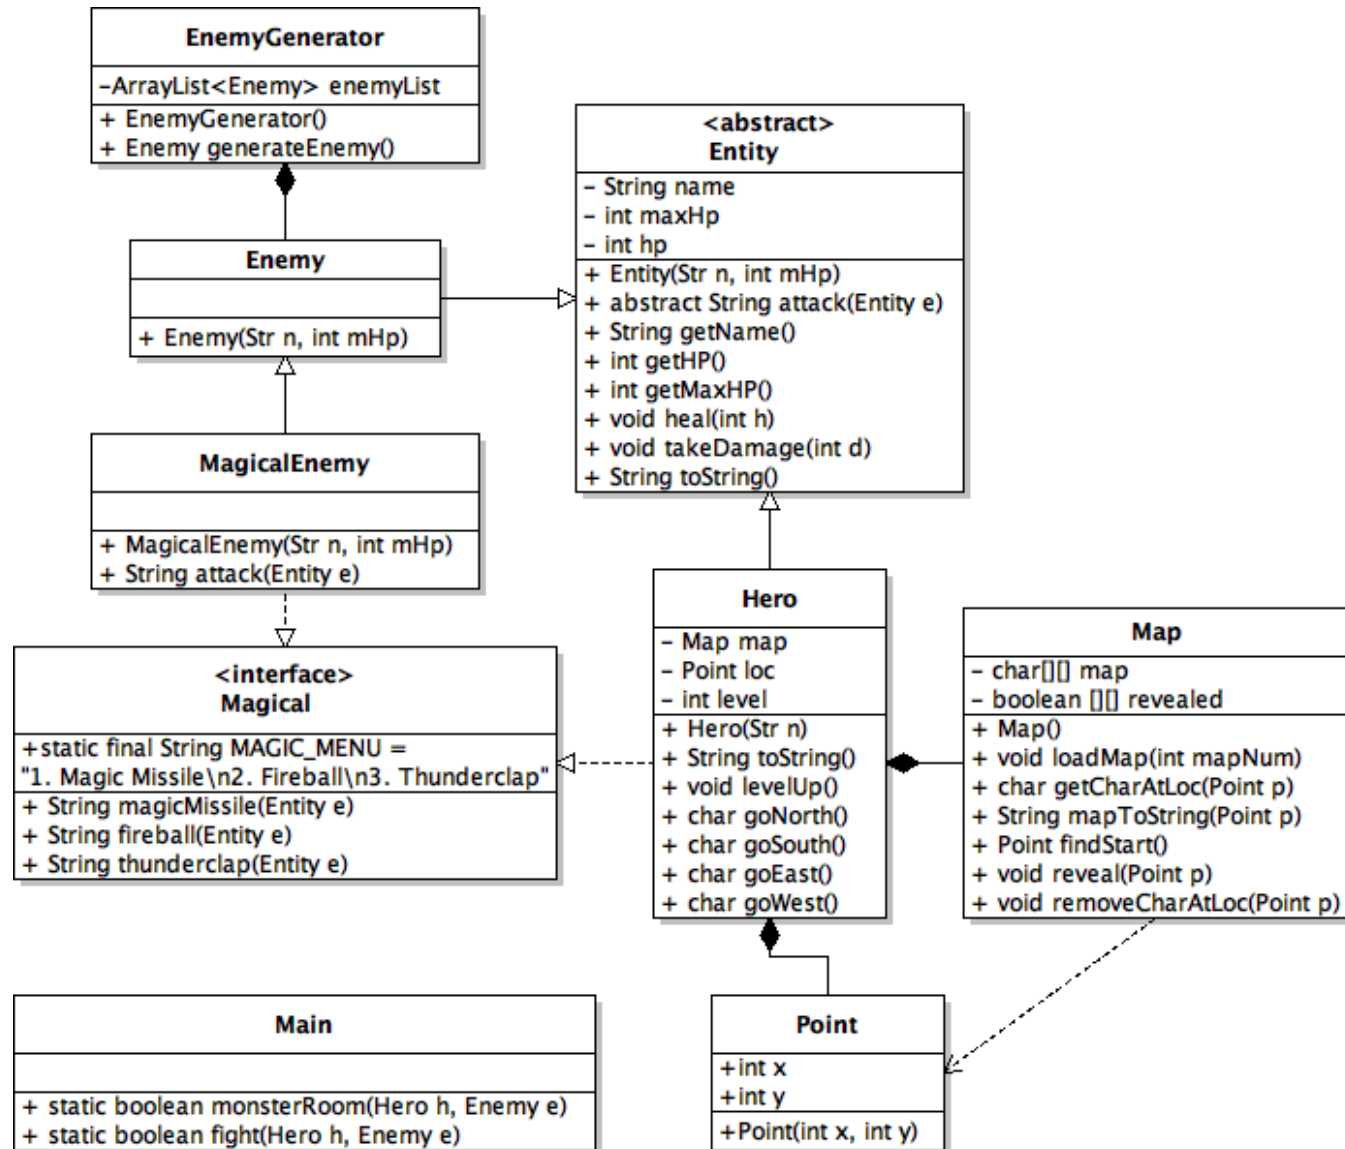 EnemyGenerator
-ArrayList<Enemy> enemyList
+ EnemyGenerator()
+ Enemy generateEnemy()
<abstract>
Entity
- String name
- int maxHp
- int hp
+ Entity(Str n, int mHp)
+ abstract String attack(Entity e)
+ String getName()
+ int getHP()
+ int getMaxHP()
+ void heal(int h)
+ void takeDamage(int d)
+ String toString()
Enemy
+ Enemy(Str n, int mHp)
MagicalEnemy
+ MagicalEnemy(Str n, int mHp)
+ String attack(Entity e)
<interface>
Magical
+static final String MAGIC_MENU =
"1. Magic Missile\n2. Fireball\n3. Thunderclap"
+ String magicMissile(Entity e)
+ String fireball(Entity e)
+ String thunderclap(Entity e)
Hero
- Map map
- Point loc
- int level
+ Hero(Str n)
+ String toString()
+ void levelUp()
+ char goNorth()
+ char goSouth()
+ char goEast()
+ char goWest()
Map
- char[][] map
- boolean [][] revealed
+ Map()
+ void loadMap(int mapNum)
+ char getCharAtLoc(Point p)
+ String mapToString(Point p)
+ Point findStart()
+ void reveal(Point p)
+ void removeCharAtLoc(Point p)
Main
+ static boolean monsterRoom(Hero h, Enemy e)
+ static boolean fight(Hero h, Enemy e)
Point
+int x
+int y
+Point(int x, int y)